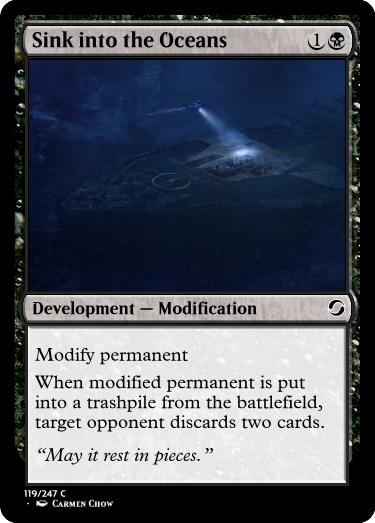 Sink into the Oceans 1
Development — Modification
Modify permanent
When modified permanent is put
into a trashpile from the battlefield,
target opponent discards two cards.
“May it rest in pieces.”
119/247 C
· Carmen Chow